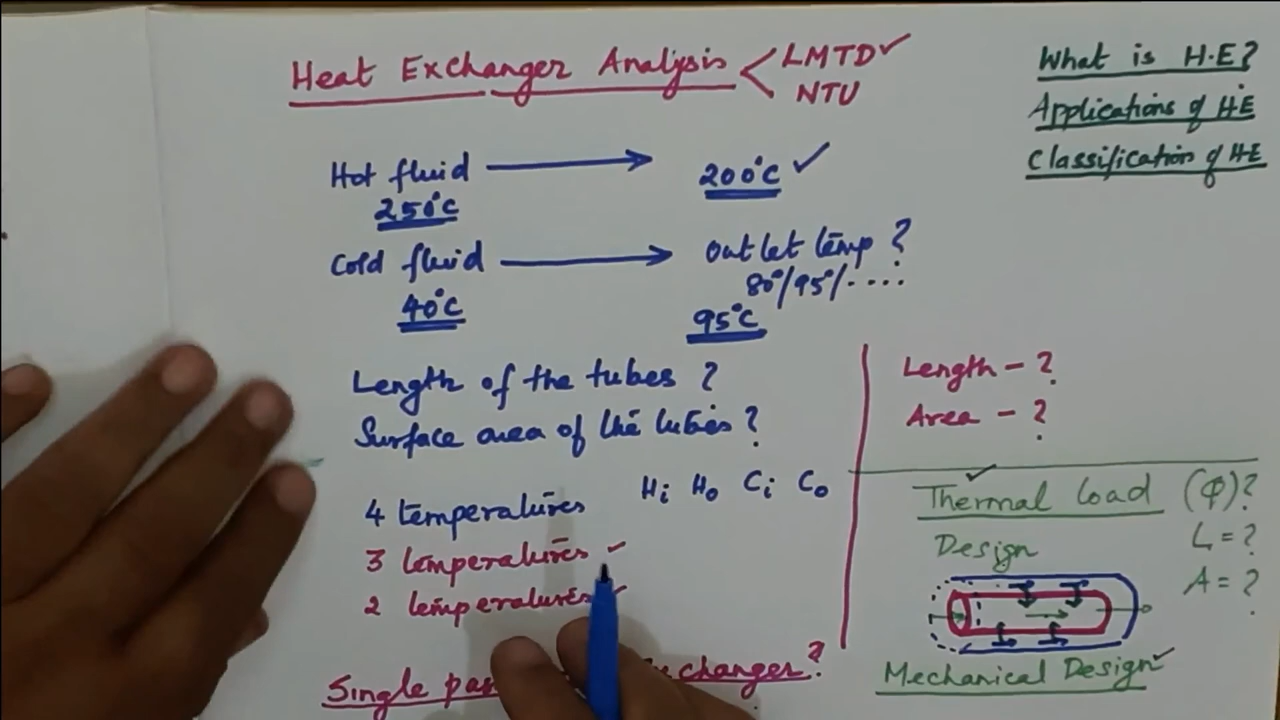 Heat Exchanger Analysis
LMTD
NTU
What is H.E?
Applications of H.E
Classification of H.E
Hot fluid
200°C
250°C
Cold fluid
Outlet temp ?
80°/95°/.....
40°C
95°C
Length of the tubes ?
Surface area of the tubes ?
4 temperatures
Hi Ho Ci Co
3 temperatures
2 temperatures
Single changer?
Length - ?
Area - ?
Thermal Load (φ)?
Design
L = ?
A = ?
Mechanical Design